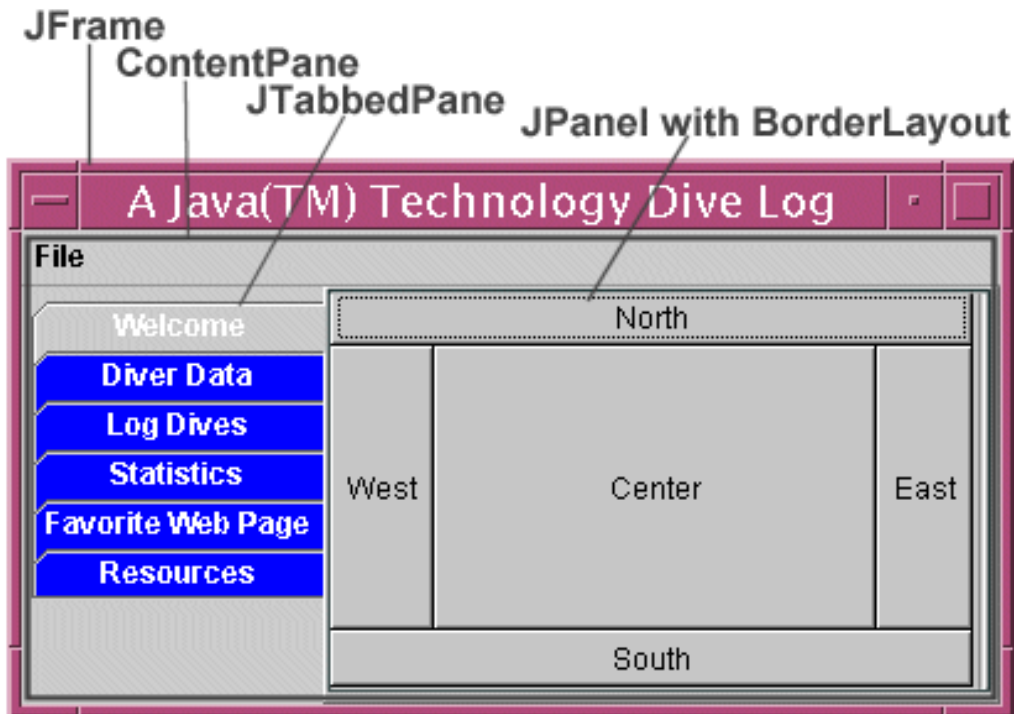 JFrame
ContentPane
JTabbedPane
JPanel with BorderLayout
A Java(TM) Technology Dive Log
File
Welcome
Diver Data
Log Dives
Statistics
Favorite Web Page
Resources
North
West
Center
East
South